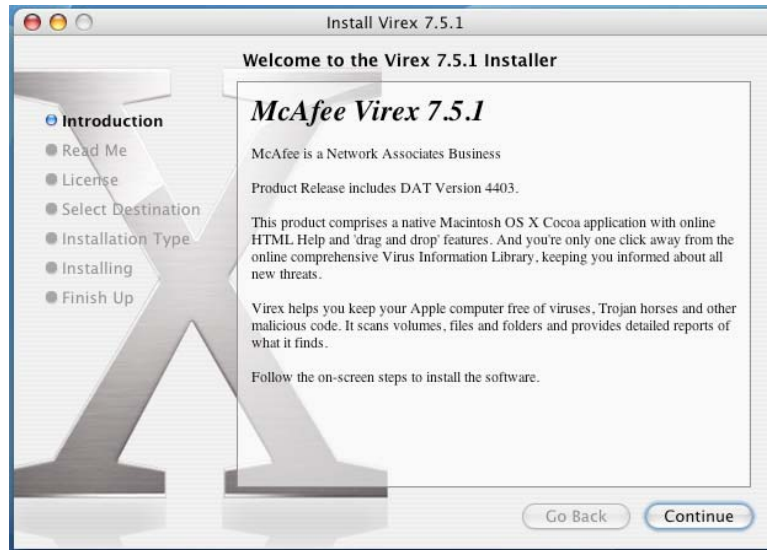 Install Virex 7.5.1
Welcome to the Virex 7.5.1 Installer
Introduction
Read Me
License
Select Destination
Installation Type
Installing
Finish Up
McAfee Virex 7.5.1
McAfee is a Network Associates Business
Product Release includes DAT Version 4403.
This product comprises a native Macintosh OS X Cocoa application with online
HTML Help and 'drag and drop' features. And you're only one click away from the
online comprehensive Virus Information Library, keeping you informed about all
new threats.
Virex helps you keep your Apple computer free of viruses, Trojan horses and other
malicious code. It scans volumes, files and folders and provides detailed reports of
what it finds.
Follow the on-screen steps to install the software.
Go Back
Continue